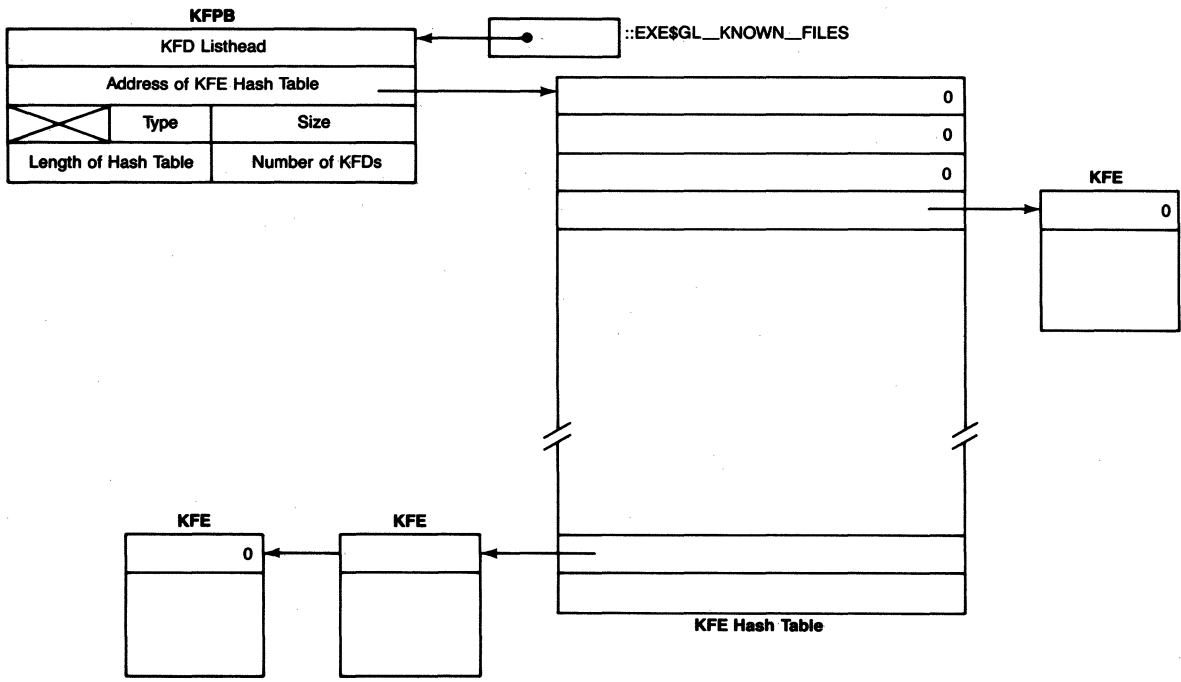 KFPB
KFD Listhead
::EXE$GL__KNOWN__FILES
Address of KFE Hash Table
0
Type
Size
0
Length of Hash Table
Number of KFDs
0
KFE
0
KFE
KFE
0
KFE Hash Table